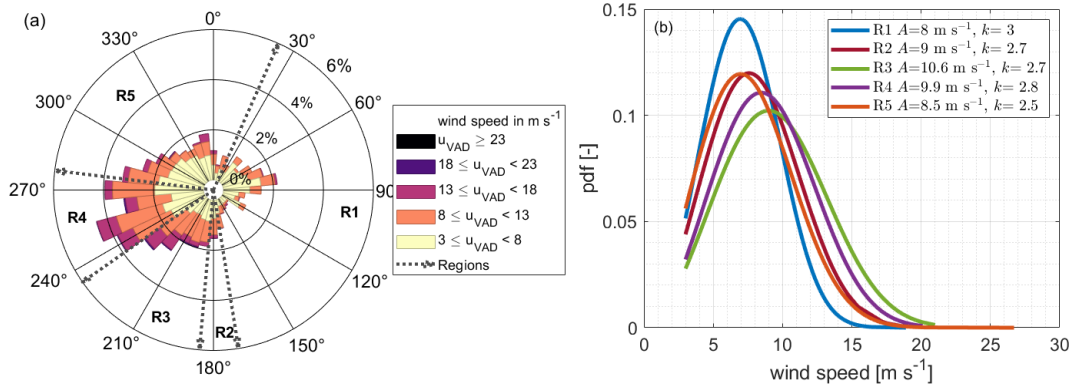 (a)
0°
30°
60°
90
120°
150°
180°
210°
240°
270°
300°
330°
6%
4%
2%
0%
R1
R2
R3
R4
R5
wind speed in m s⁻¹
u_VAD ≥ 23
18 ≤ u_VAD < 23
13 ≤ u_VAD < 18
8 ≤ u_VAD < 13
3 ≤ u_VAD < 8
Regions
(b)
R1 A=8 m s⁻¹, k= 3
R2 A=9 m s⁻¹, k= 2.7
R3 A=10.6 m s⁻¹, k= 2.7
R4 A=9.9 m s⁻¹, k= 2.8
R5 A=8.5 m s⁻¹, k= 2.5
pdf [-]
0.15
0.10
0.05
0
0
5
10
15
20
25
30
wind speed [m s⁻¹]